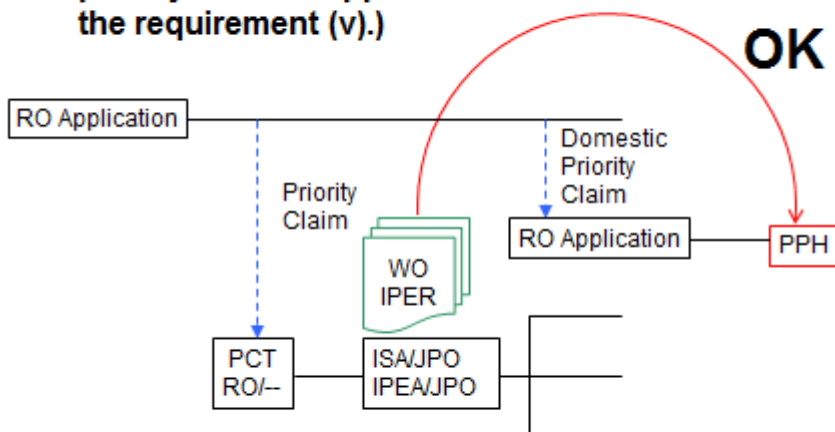 the requirement (v).)
OK
RO Application
Domestic
Priority
Claim
Priority
Claim
RO Application
PPH
WO
IPER
PCT
RO/--
ISA/JPO
IPEA/JPO